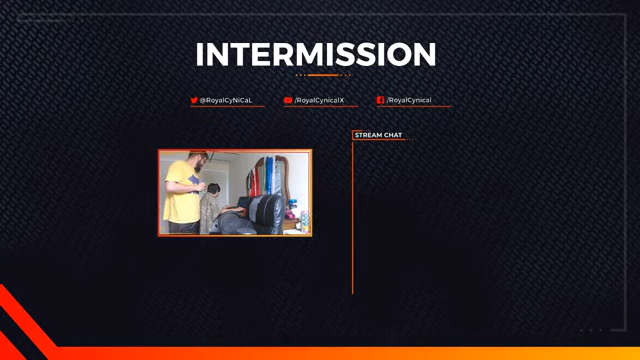 INTERMISSION
@RoyalCyNiCaL
/RoyalCynicalX
/RoyalCynical
STREAM CHAT